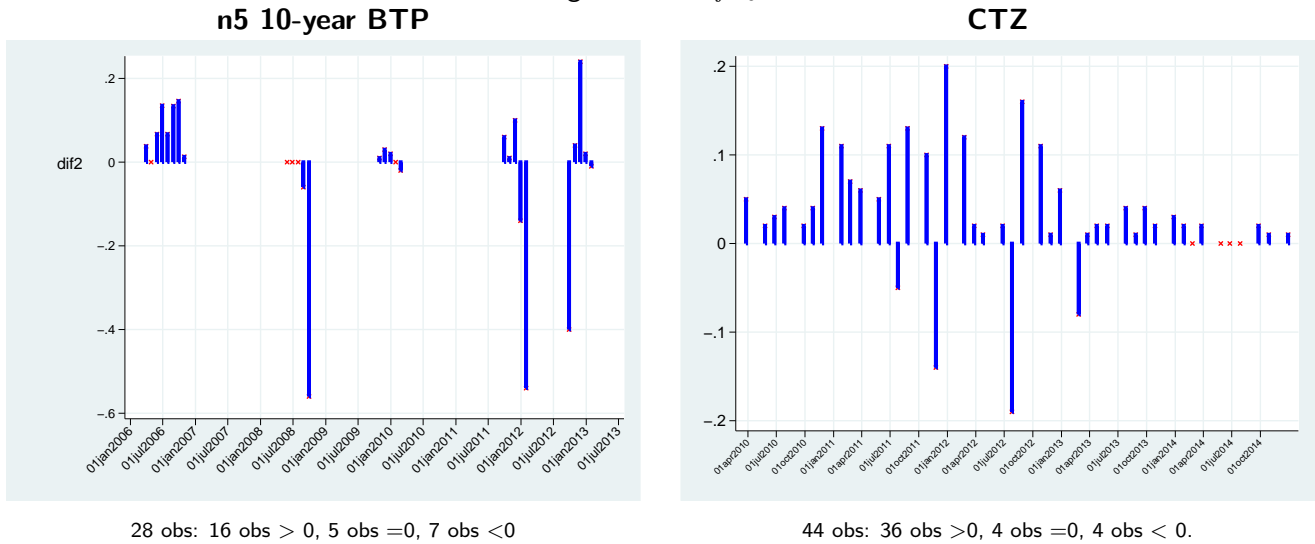 n5 10-year BTP
CTZ
dif2
.2
0
-.2
-.4
-.6
01jan2006
01jul2006
01jan2007
01jul2007
01jan2008
01jul2008
01jan2009
01jul2009
01jan2010
01jul2010
01jan2011
01jul2011
01jan2012
01jul2012
01jan2013
01jul2013
.2
.1
0
-.1
-.2
01apr2010
01jul2010
01oct2010
01jan2011
01apr2011
01jul2011
01oct2011
01jan2012
01apr2012
01jul2012
01oct2012
01jan2013
01apr2013
01jul2013
01oct2013
01jan2014
01apr2014
01jul2014
01oct2014
28 obs: 16 obs > 0, 5 obs =0, 7 obs <0
44 obs: 36 obs >0, 4 obs =0, 4 obs < 0.